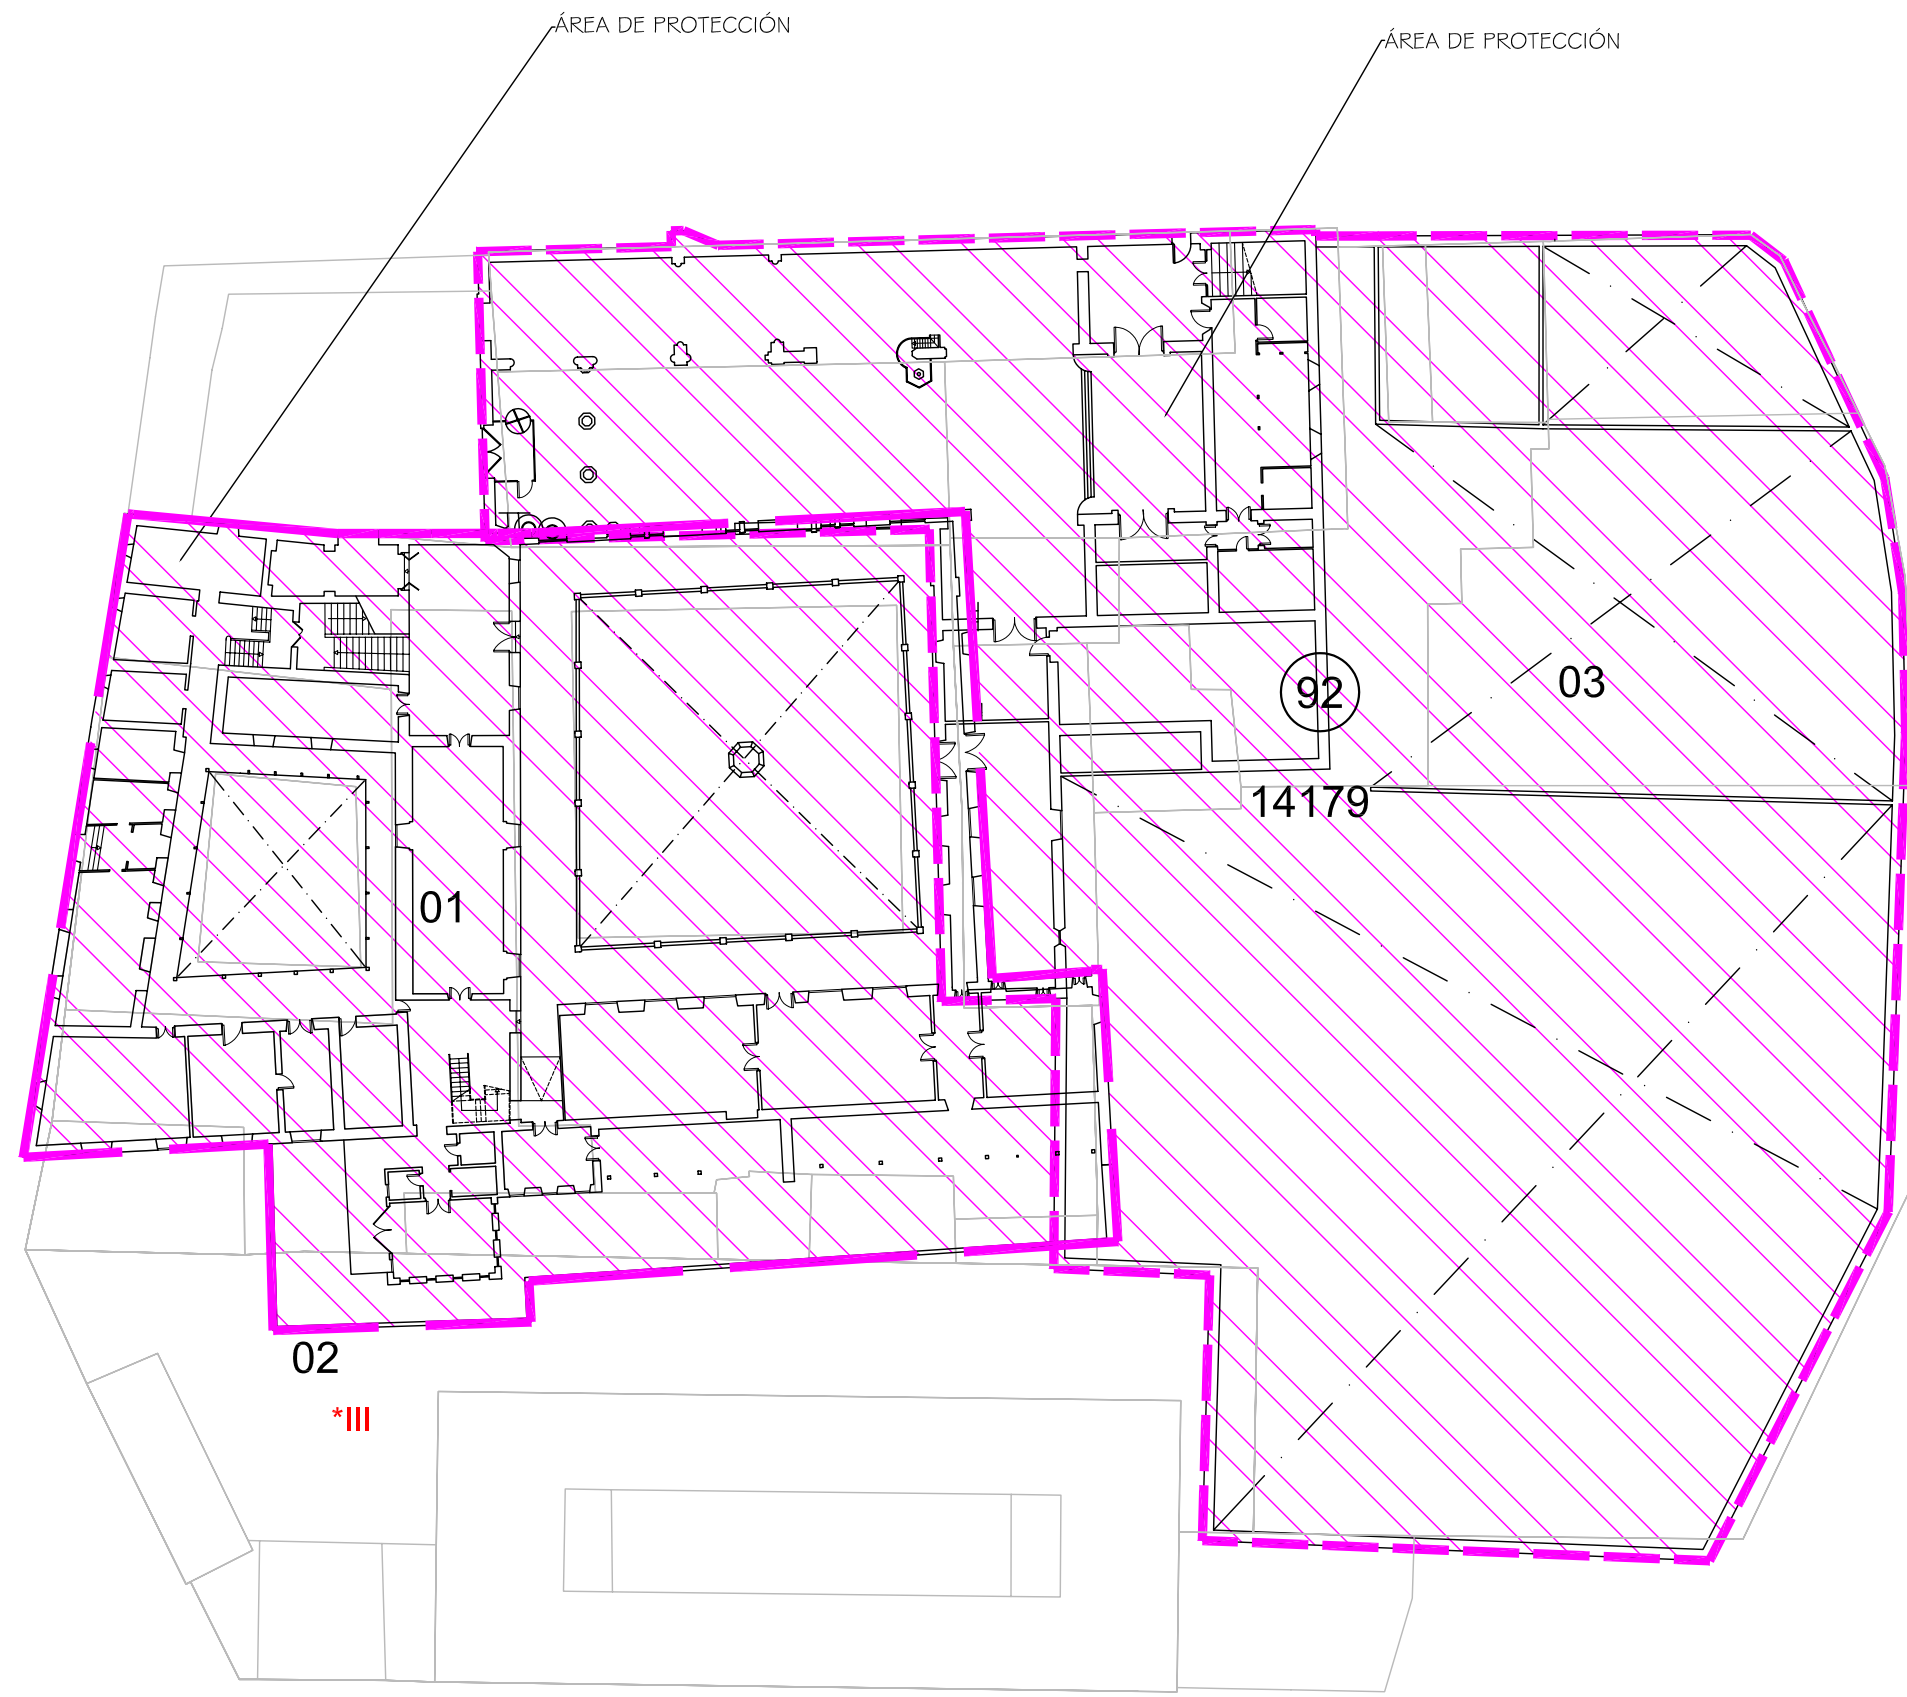 ÁREA DE PROTECCIÓN
ÁREA DE PROTECCIÓN
92
03
14179
01
02
*III